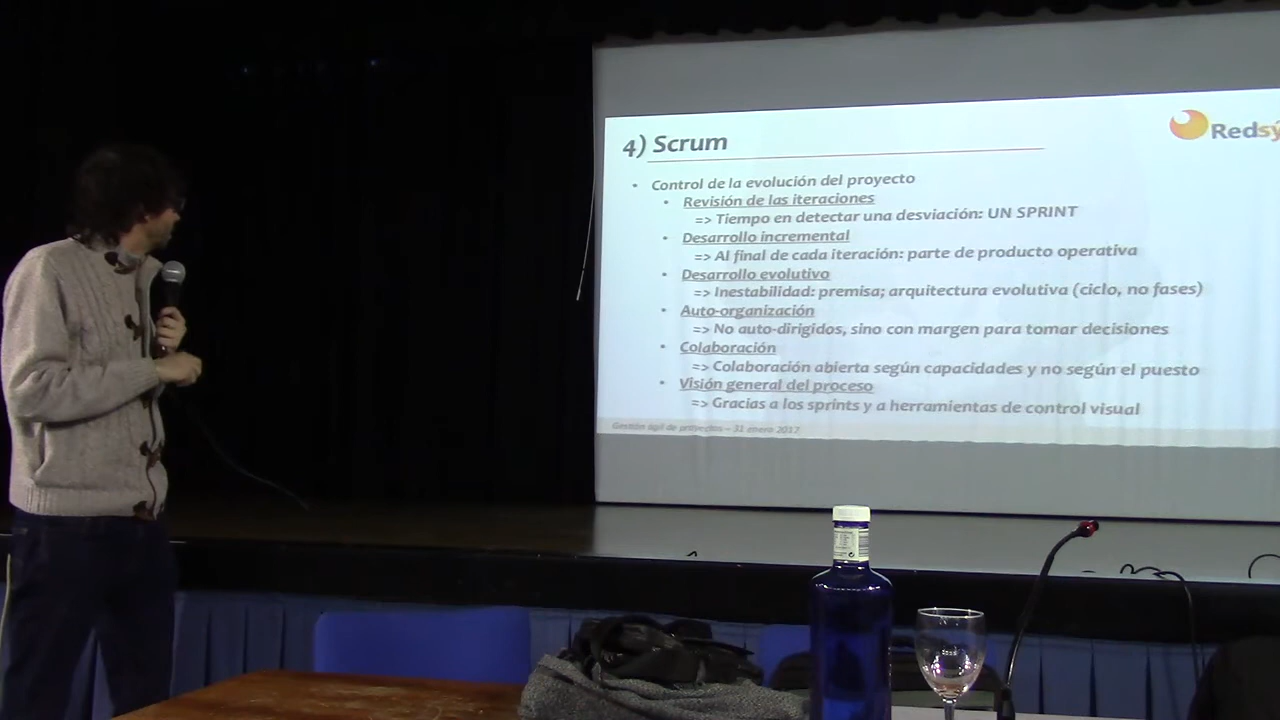 4) Scrum
Redsy
• Control de la evolución del proyecto
• Revisión de las iteraciones
=> Tiempo en detectar una desviación: UN SPRINT
• Desarrollo incremental
=> Al final de cada iteración: parte de producto operativa
• Desarrollo evolutivo
=> Inestabilidad: premisa; arquitectura evolutiva (ciclo, no fases)
• Auto-organización
=> No auto-dirigidos, sino con margen para tomar decisiones
• Colaboración
=> Colaboración abierta según capacidades y no según el puesto
• Visión general del proceso
=> Gracias a los sprints y a herramientas de control visual
Gestión ágil de proyectos – 31 enero 2017